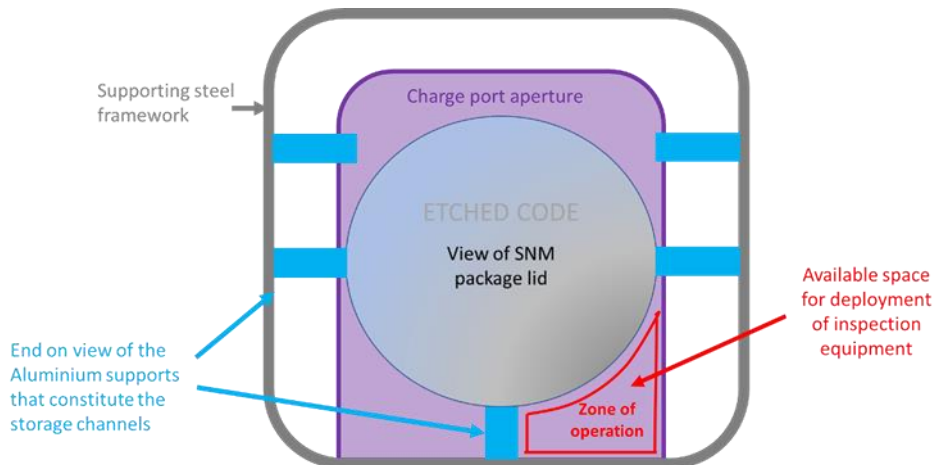 Supporting steel
framework
Charge port aperture
ETCHED CODE
View of SNM
package lid
Available space
for deployment
of inspection
equipment
End on view of the
Aluminium supports
that constitute the
storage channels
Zone of
operation